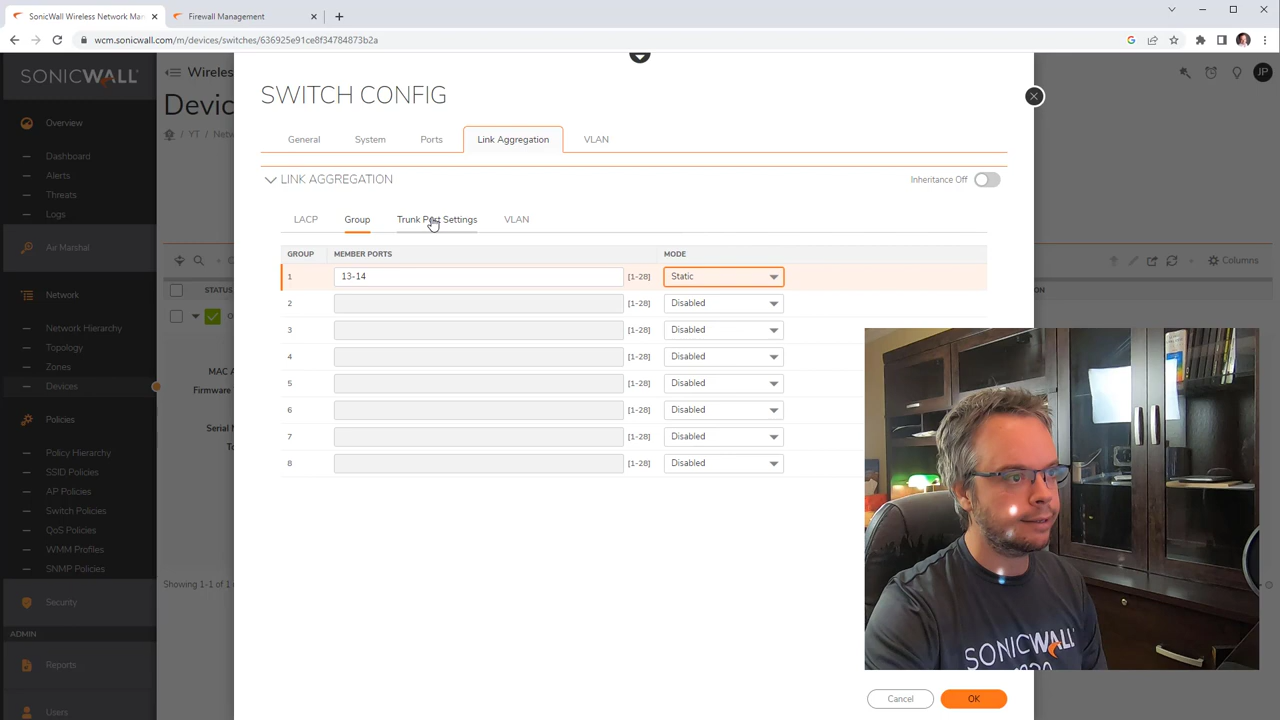 SonicWall Wireless Network Mar
Firewall Management
wcm.sonicwall.com/m/devices/switches/636925e91ce8f34784873b2a
SONICWALL
Overview
Dashboard
Alerts
Threats
Logs
Air Marshal
Network
Network Hierarchy
Topology
Zones
Devices
Policies
Policy Hierarchy
SSID Policies
AP Policies
Switch Policies
QoS Policies
WMM Profiles
SNMP Policies
Security
ADMIN
Reports
Users
Wireles
Devic
/ YT / Netw
STATUS
MAC A
Firmware
Serial N
To
Showing 1-1 of 1
JP
Columns
ION
SWITCH CONFIG
General System Ports Link Aggregation VLAN
LINK AGGREGATION
Inheritance Off
LACP Group Trunk Port Settings VLAN
GROUP MEMBER PORTS MODE
1 13-14 [1-28] Static
2 [1-28] Disabled
3 [1-28] Disabled
4 [1-28] Disabled
5 [1-28] Disabled
6 [1-28] Disabled
7 [1-28] Disabled
8 [1-28] Disabled
SONICWALL
Cancel OK